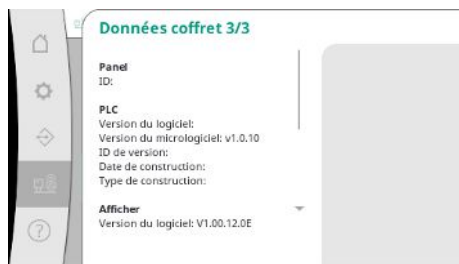 Données coffret 3/3
Panel
ID:
PLC
Version du logiciel:
Version du micrologiciel: v1.0.10
ID de version:
Date de construction:
Type de construction:
Afficher
Version du logiciel: V1.00.12.0E
?